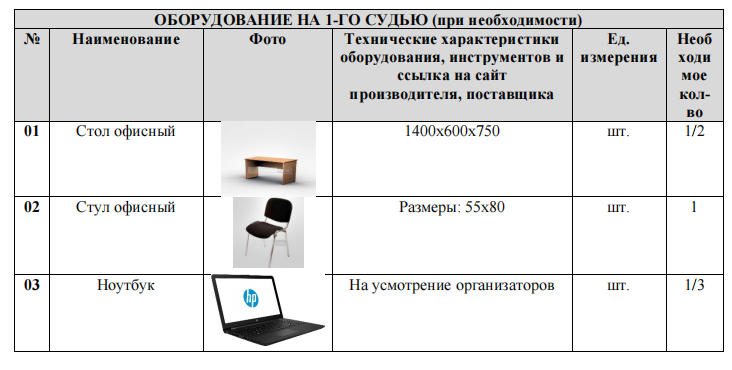 ОБОРУДОВАНИЕ НА 1-ГО СУДЬЮ (при необходимости)
№ Наименование Фото Технические характеристики оборудования, инструментов и ссылка на сайт производителя, поставщика Ед. измерения Необходимое кол-во
01 Стол офисный 1400х600х750 шт. 1/2
02 Стул офисный Размеры: 55х80 шт. 1
03 Ноутбук hp На усмотрение организаторов шт. 1/3